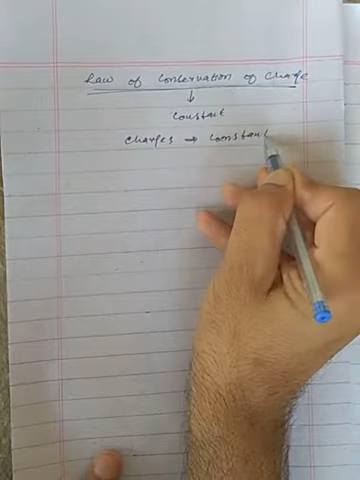 Law of Conservation of Charge
↓
Constant
Charges → Constant